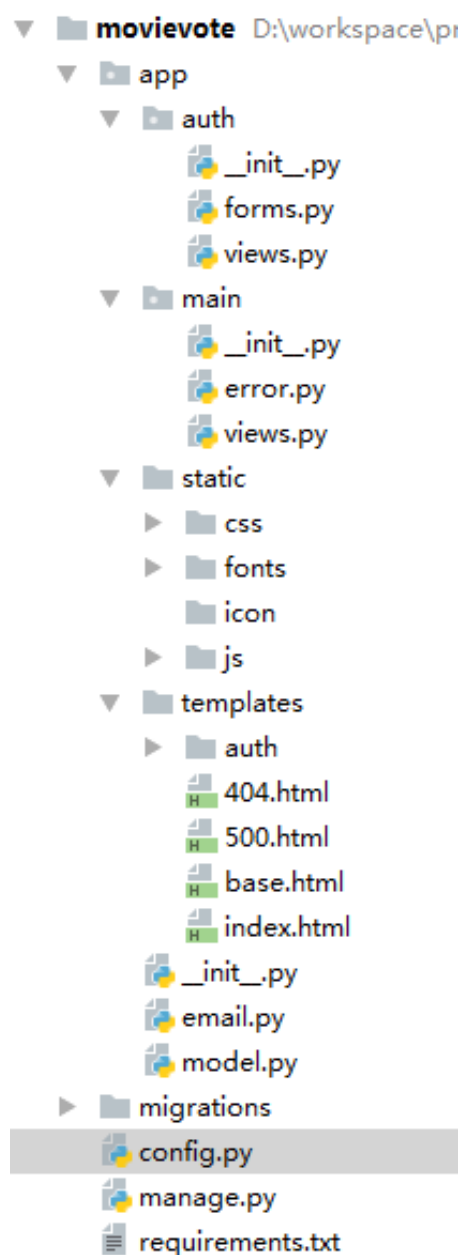 movievote D:\workspace\pr
app
auth
__init__.py
forms.py
views.py
main
__init__.py
error.py
views.py
static
css
fonts
icon
js
templates
auth
404.html
500.html
base.html
index.html
__init__.py
email.py
model.py
migrations
config.py
manage.py
requirements.txt